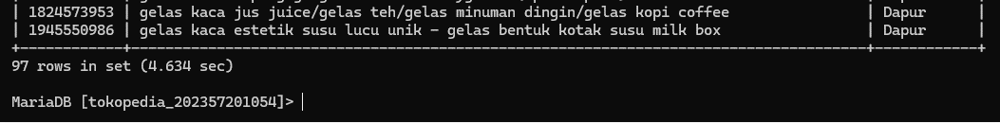 | 1824573953 | gelas kaca jus juice/gelas teh/gelas minuman dingin/gelas kopi coffee | Dapur |
| 1945550986 | gelas kaca estetik susu lucu unik - gelas bentuk kotak susu milk box | Dapur |
+------------+--------------------------------------------------------------------------------------+------------+
97 rows in set (4.634 sec)
MariaDB [tokopedia_202357201054]>